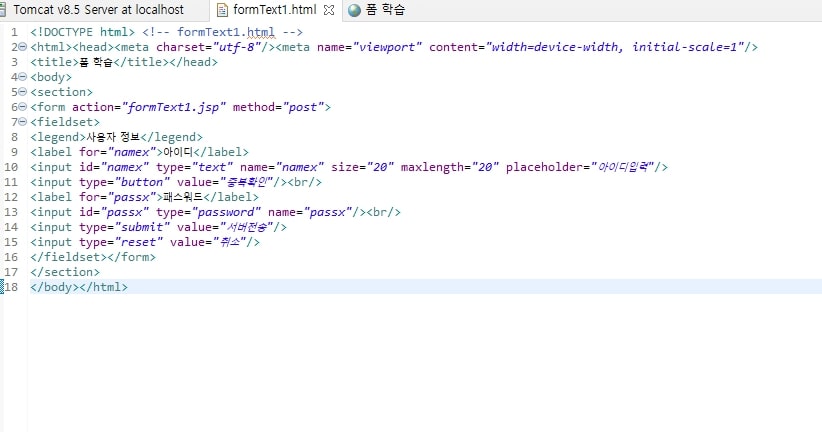 Tomcat v8.5 Server at localhost formText1.html 폼 학습
1 <!DOCTYPE html> <!-- formText1.html -->
2 <html><head><meta charset="utf-8"/><meta name="viewport" content="width=device-width, initial-scale=1"/>
3 <title>폼 학습</title></head>
4 <body>
5 <section>
6 <form action="formText1.jsp" method="post">
7 <fieldset>
8 <legend>사용자 정보</legend>
9 <label for="namex">아이디</label>
10 <input id="namex" type="text" name="namex" size="20" maxlength="20" placeholder="아이디입력"/>
11 <input type="button" value="중복확인"/><br/>
12 <label for="passx">패스워드</label>
13 <input id="passx" type="password" name="passx"/><br/>
14 <input type="submit" value="서버전송"/>
15 <input type="reset" value="취소"/>
16 </fieldset></form>
17 </section>
18 </body></html>